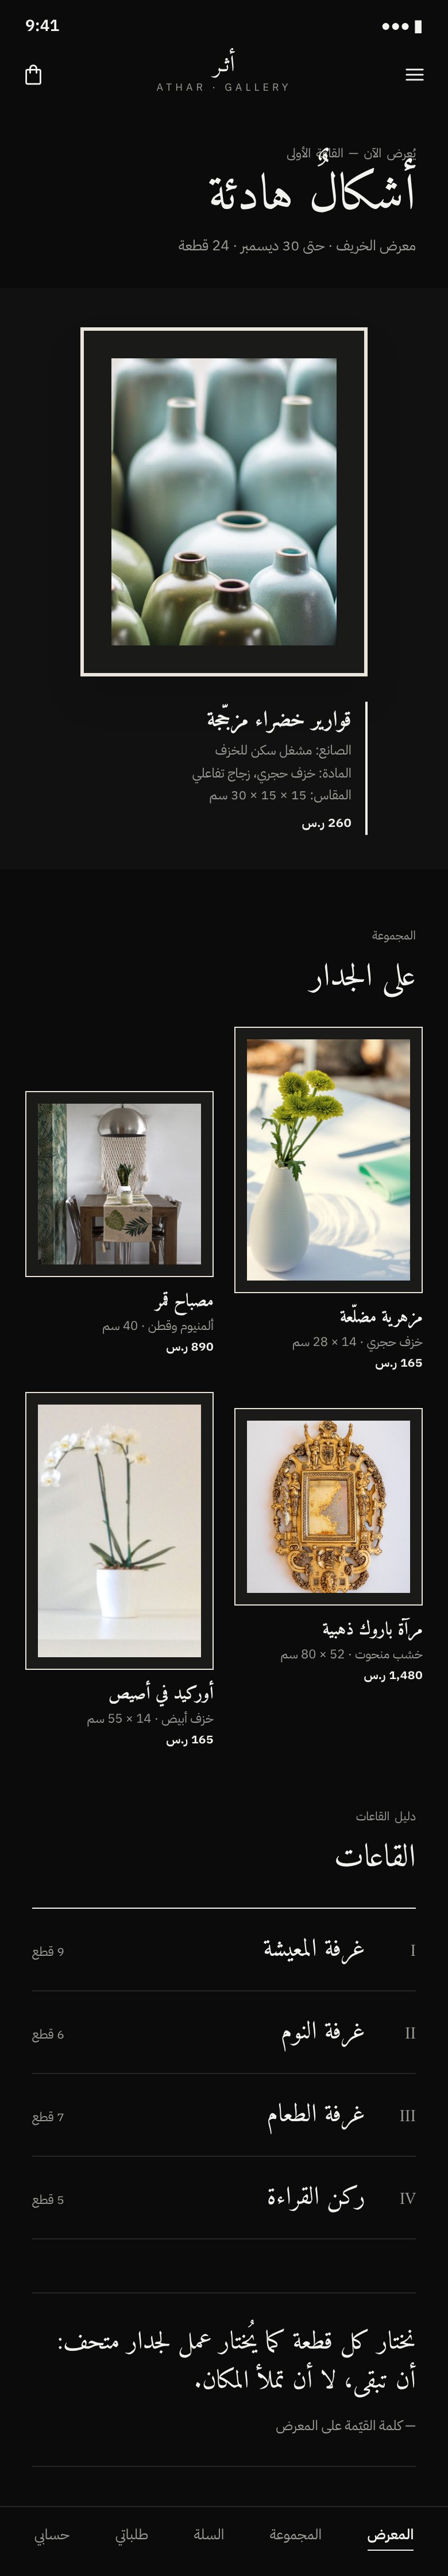 9:41
أثر
ATHAR · GALLERY
يُعرض الآن — القاعة الأولى
أشكالٌ هادئة
معرض الخريف · حتى 30 ديسمبر · 24 قطعة
قوارير خضراء مزجّجة
الصانع: مشغل سكن للخزف
المادة: خزف حجري، زجاج تفاعلي
المقاس: 15 × 15 × 30 سم
260 ر.س
المجموعة
على الجدار
مزهرية مضلّعة
خزف حجري · 14 × 28 سم
165 ر.س
مصباح قمر
ألمنيوم وقطن · 40 سم
890 ر.س
مرآة باروك ذهبية
خشب منحوت · 52 × 80 سم
1,480 ر.س
أوركيد في أصيص
خزف أبيض · 14 × 55 سم
165 ر.س
دليل القاعات
القاعات
I غرفة المعيشة 9 قطع
II غرفة النوم 6 قطع
III غرفة الطعام 7 قطع
IV ركن القراءة 5 قطع
نختار كل قطعة كما يُختار عمل لجدار متحف:
أن تبقى، لا أن تملأ المكان.
— كلمة القيّمة على المعرض
المعرض المجموعة السلة طلباتي حسابي